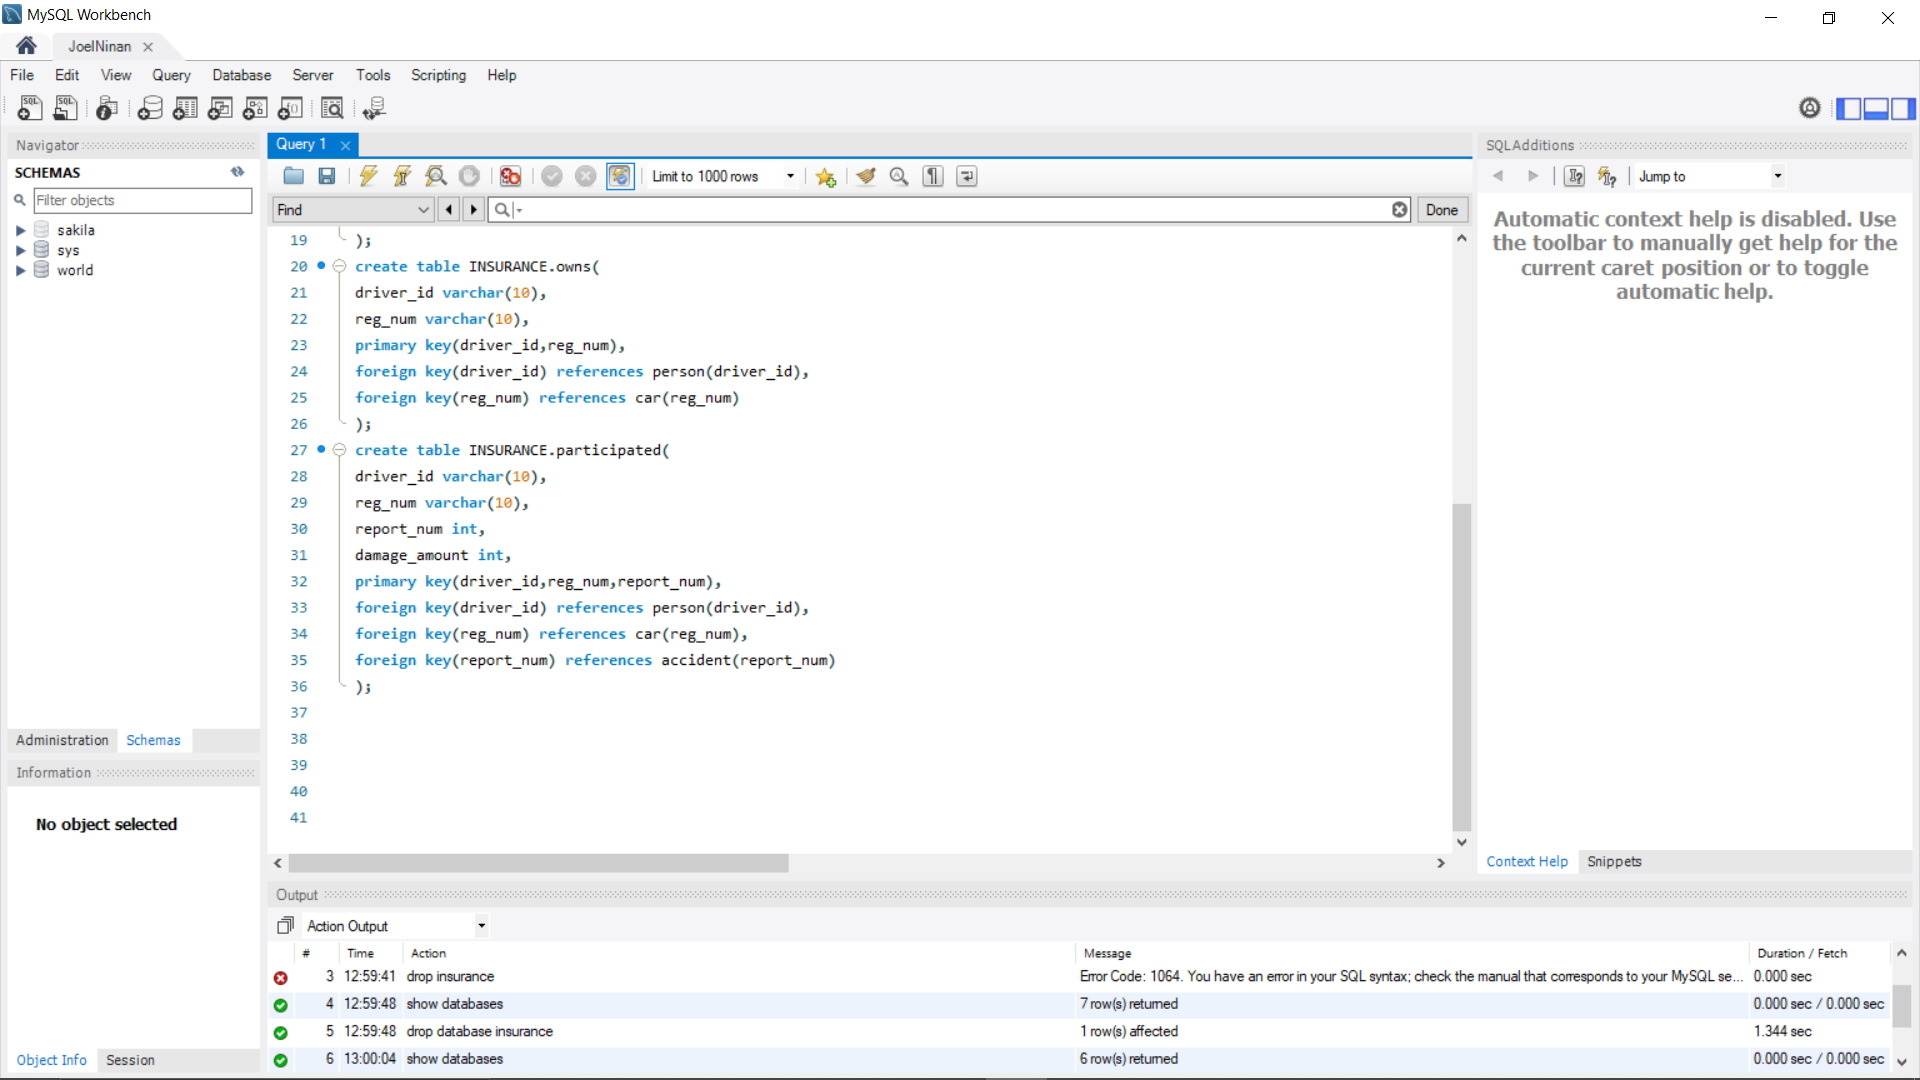 MySQL Workbench
JoelNinan
File Edit View Query Database Server Tools Scripting Help
Navigator
SCHEMAS
Filter objects
sakila
sys
world
Administration Schemas
Information
No object selected
Object Info Session
Query 1
Limit to 1000 rows
Find
Done
19 );
20 create table INSURANCE.owns(
21 driver_id varchar(10),
22 reg_num varchar(10),
23 primary key(driver_id,reg_num),
24 foreign key(driver_id) references person(driver_id),
25 foreign key(reg_num) references car(reg_num)
26 );
27 create table INSURANCE.participated(
28 driver_id varchar(10),
29 reg_num varchar(10),
30 report_num int,
31 damage_amount int,
32 primary key(driver_id,reg_num,report_num),
33 foreign key(driver_id) references person(driver_id),
34 foreign key(reg_num) references car(reg_num),
35 foreign key(report_num) references accident(report_num)
36 );
37
38
39
40
41
SQLAdditions
Jump to
Automatic context help is disabled. Use
the toolbar to manually get help for the
current caret position or to toggle
automatic help.
Context Help Snippets
Output
Action Output
# Time Action Message Duration / Fetch
3 12:59:41 drop insurance Error Code: 1064. You have an error in your SQL syntax; check the manual that corresponds to your MySQL se... 0.000 sec
4 12:59:48 show databases 7 row(s) returned 0.000 sec / 0.000 sec
5 12:59:48 drop database insurance 1 row(s) affected 1.344 sec
6 13:00:04 show databases 6 row(s) returned 0.000 sec / 0.000 sec